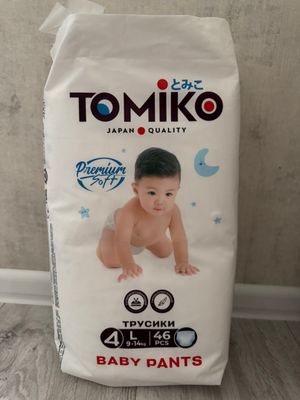 とみこ
TOMiKO
JAPAN QUALITY
Premium
soft
ТРУСИКИ
4 L 46
9-14kg PCS
BABY PANTS